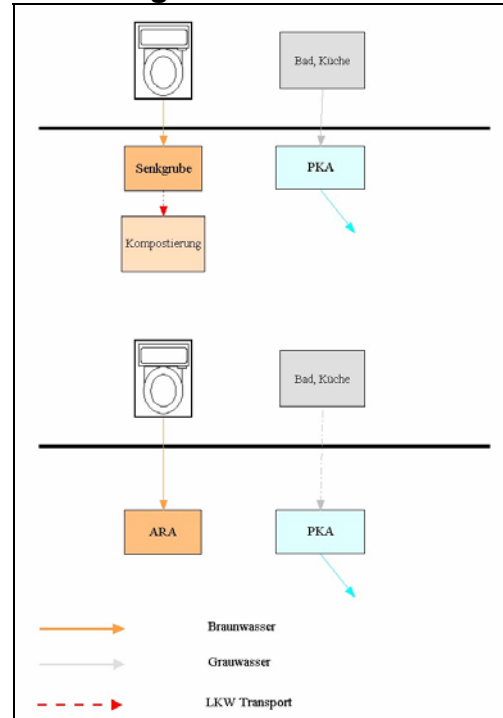 Bad, Küche
Senkgrube
PKA
Kompostierung
Bad, Küche
ARA
PKA
Braunwasser
Grauwasser
LKW Transport